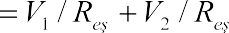 = V₁ / Rₑş + V₂ / Rₑş